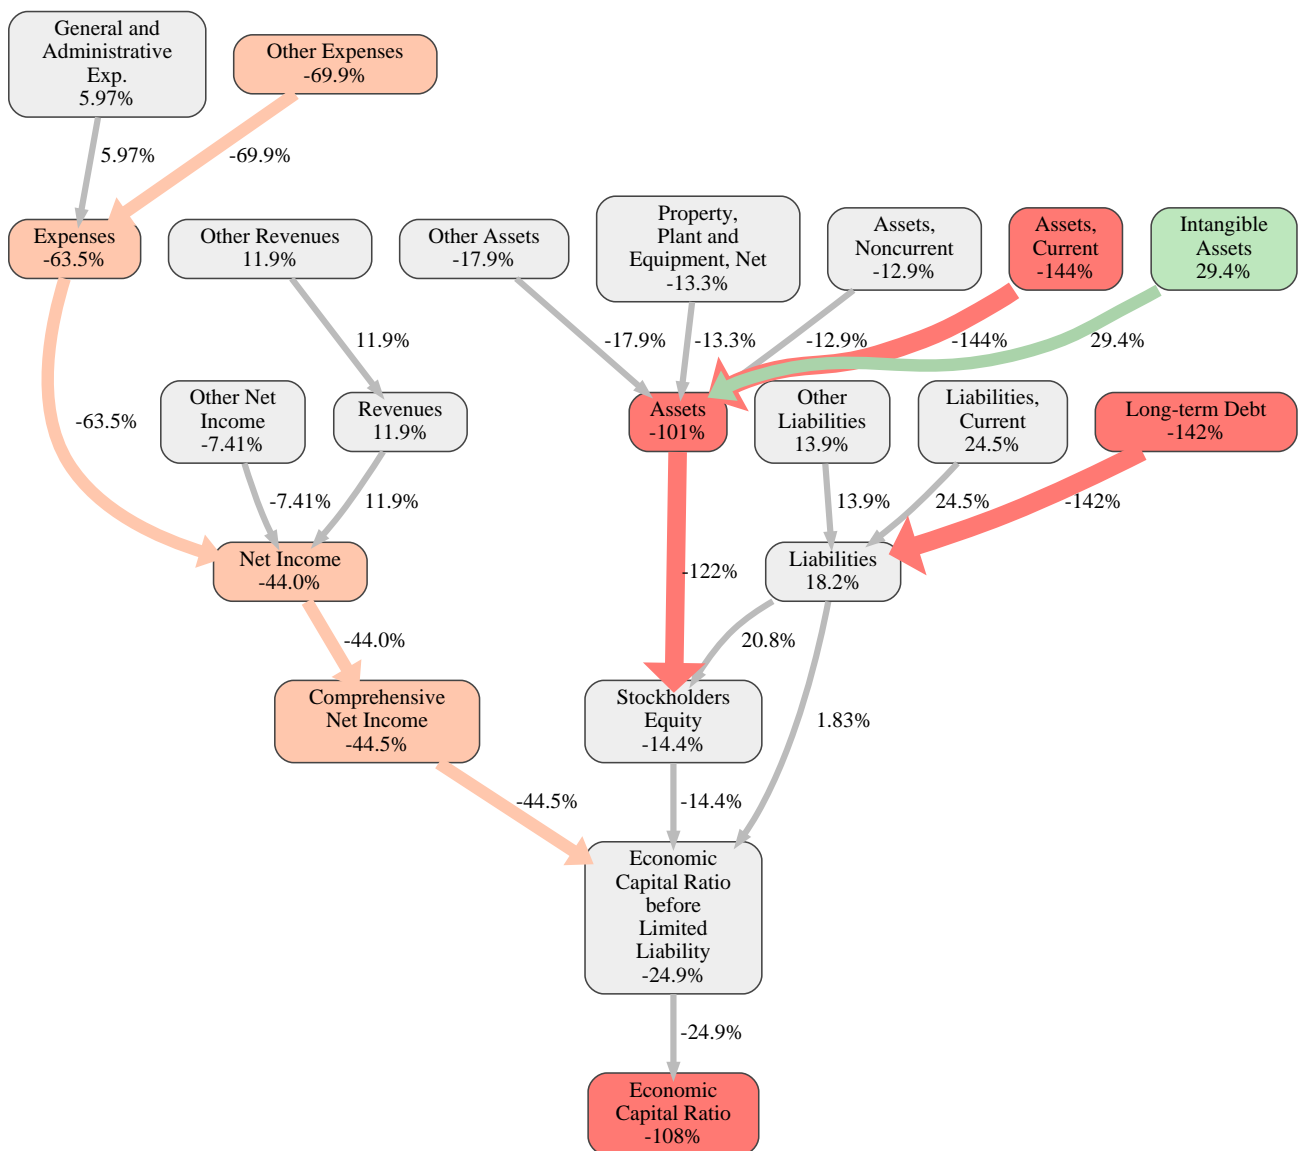 General and
Administrative
Exp.
5.97%
Other Expenses
-69.9%
5.97%
-69.9%
Expenses
-63.5%
Other Revenues
11.9%
Other Assets
-17.9%
Property,
Plant and
Equipment, Net
-13.3%
Assets,
Noncurrent
-12.9%
Assets,
Current
-144%
Intangible
Assets
29.4%
11.9%
-17.9%
-13.3%
-12.9%
-144%
29.4%
-63.5%
Other Net
Income
-7.41%
Revenues
11.9%
Assets
-101%
Other
Liabilities
13.9%
Liabilities,
Current
24.5%
Long-term Debt
-142%
-7.41%
11.9%
13.9%
24.5%
-142%
Net Income
-44.0%
-122%
Liabilities
18.2%
-44.0%
20.8%
Comprehensive
Net Income
-44.5%
Stockholders
Equity
-14.4%
1.83%
-44.5%
-14.4%
Economic
Capital Ratio
before
Limited
Liability
-24.9%
-24.9%
Economic
Capital Ratio
-108%